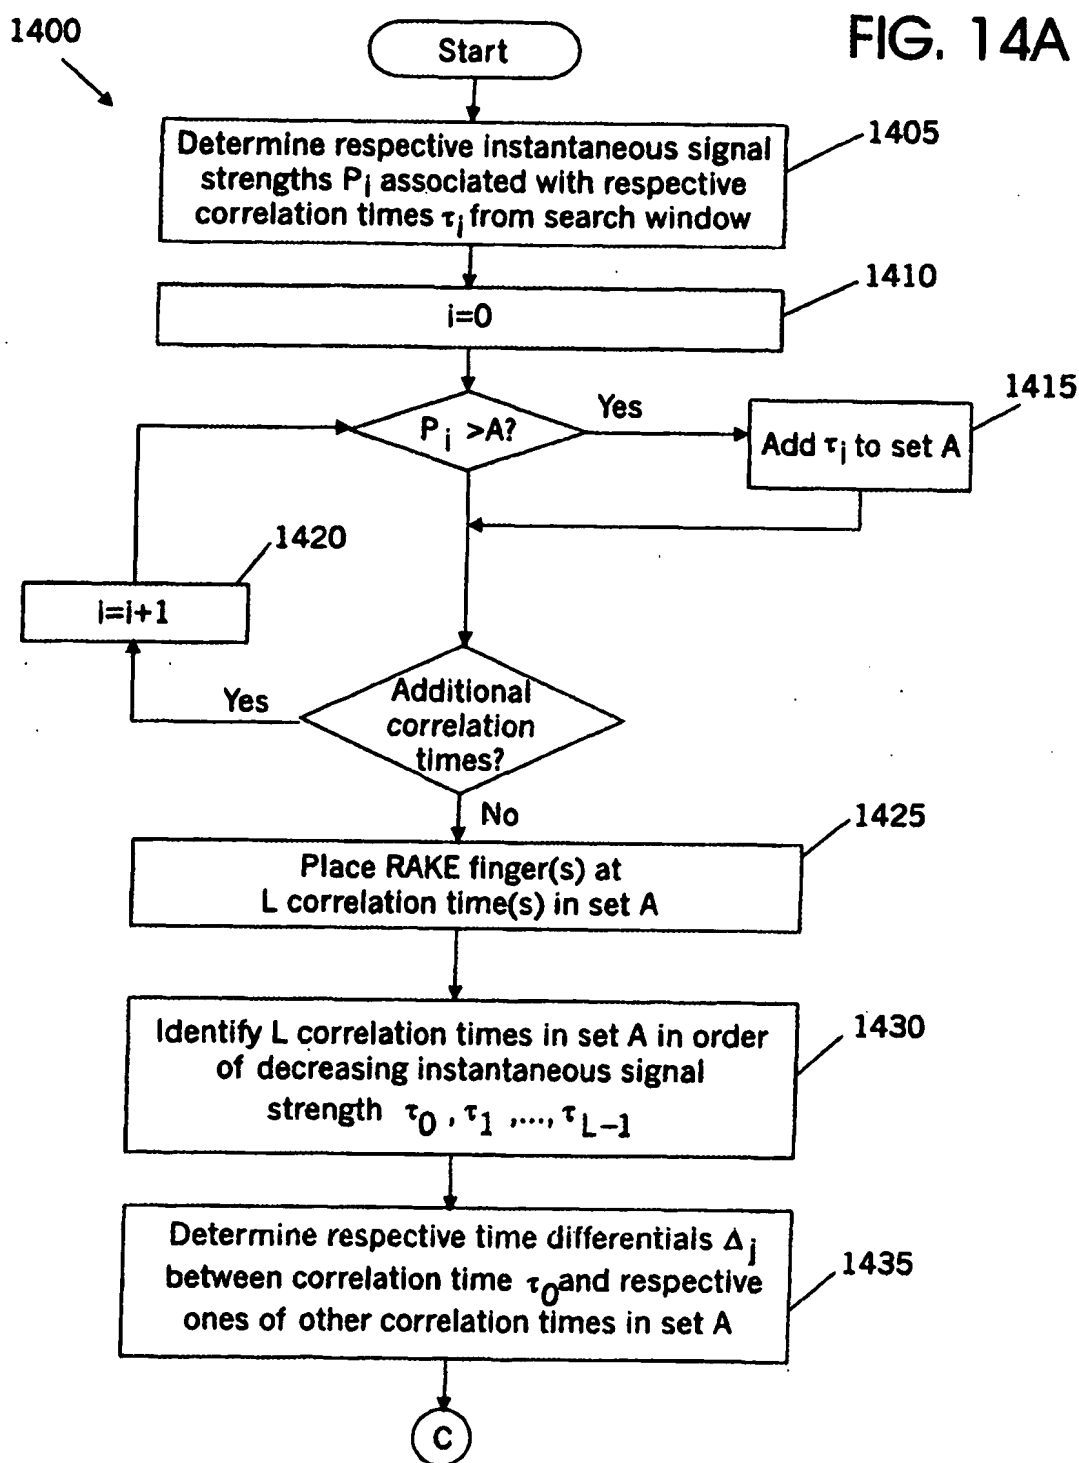 1400
FIG. 14A
Start
Determine respective instantaneous signal
strengths Pi associated with respective
correlation times τi from search window
1405
i=0
1410
Pi >A?
Yes
Add τi to set A
1415
i=i+1
1420
Additional
correlation
times?
Yes
No
Place RAKE finger(s) at
L correlation time(s) in set A
1425
Identify L correlation times in set A in order
of decreasing instantaneous signal
strength τ0 , τ1 ,..., τL-1
1430
Determine respective time differentials Δj
between correlation time τ0 and respective
ones of other correlation times in set A
1435
C